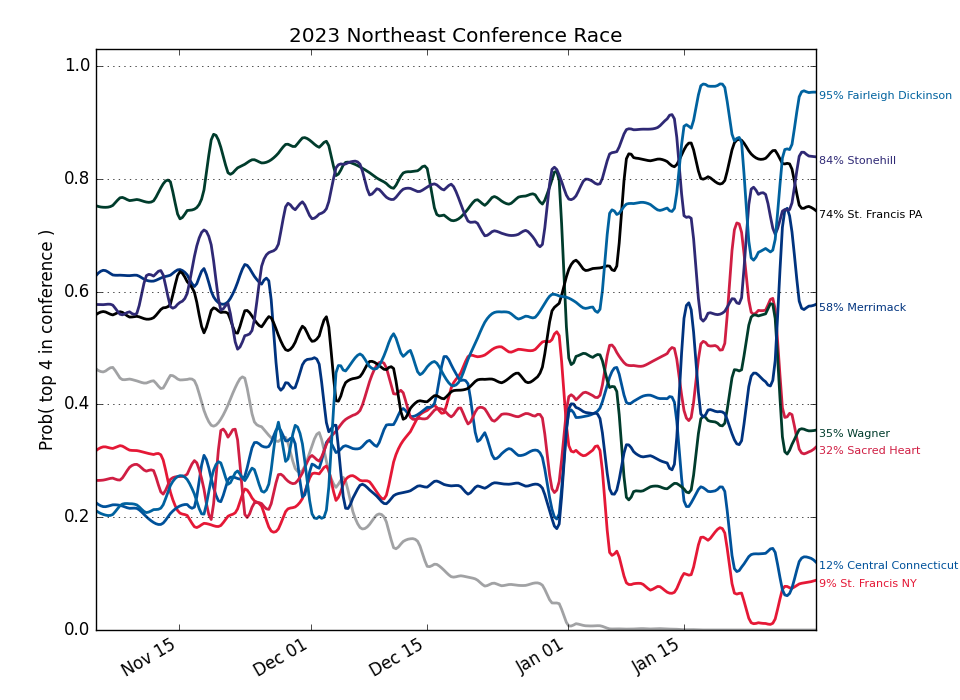 2023 Northeast Conference Race
Prob( top 4 in conference )
1.0
0.8
0.6
0.4
0.2
0.0
Nov 15
Dec 01
Dec 15
Jan 01
Jan 15
95% Fairleigh Dickinson
84% Stonehill
74% St. Francis PA
58% Merrimack
35% Wagner
32% Sacred Heart
12% Central Connecticut
9% St. Francis NY